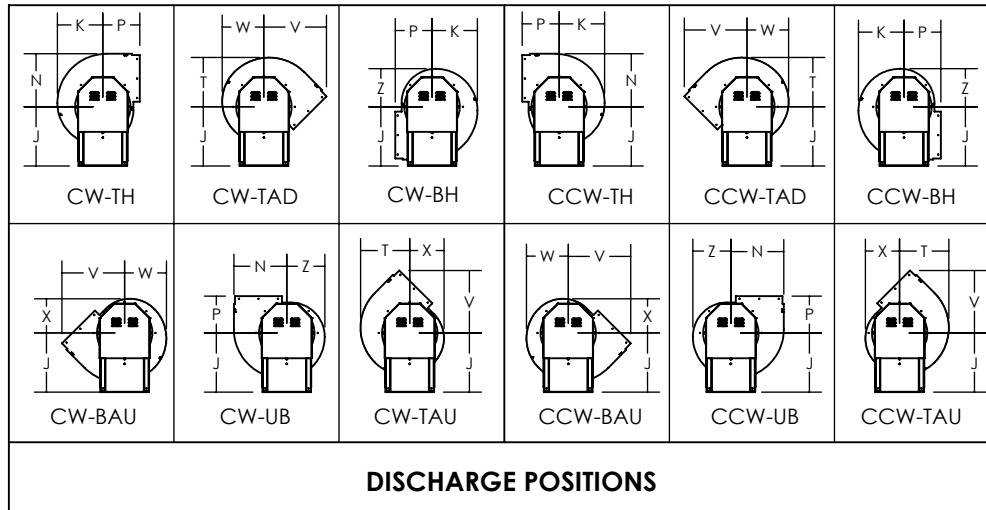 K P
N
J
CW-TH
W V
T
J
CW-TAD
P K
Z
J
CW-BH
P K
N
J
CCW-TH
V W
T
J
CCW-TAD
K P
Z
J
CCW-BH
V W
X
J
CW-BAU
N Z
P
J
CW-UB
T X
V
J
CW-TAU
W V
X
J
CCW-BAU
Z N
P
J
CCW-UB
X T
V
J
CCW-TAU
DISCHARGE POSITIONS